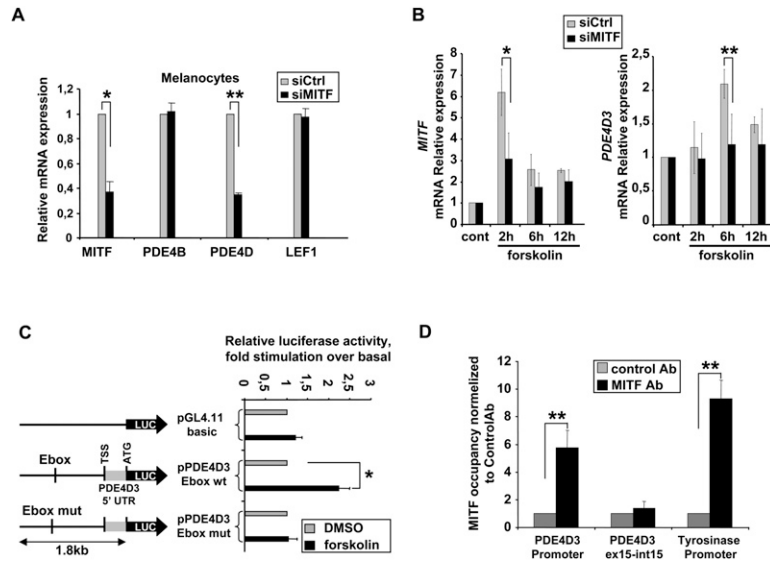 A
Melanocytes
siCtrl
siMITF
Relative mRNA expression
1,2
1
0,8
0,6
0,4
0,2
0
*
**
MITF
PDE4B
PDE4D
LEF1
B
siCtrl
siMITF
MITF
mRNA Relative expression
8
7
6
5
4
3
2
1
0
*
cont
2h
6h
12h
forskolin
PDE4D3
mRNA Relative expression
2,5
2
1,5
1
0,5
0
**
cont
2h
6h
12h
forskolin
C
Relative luciferase activity,
fold stimulation over basal
0
0,5
1
1,5
2
2,5
3
LUC
pGL4.11
basic
Ebox
TSS
ATG
LUC
PDE4D3
5' UTR
pPDE4D3
Ebox wt
*
Ebox mut
LUC
1.8kb
pPDE4D3
Ebox mut
DMSO
forskolin
D
MITF occupancy normelized
to ControlAb
12
10
8
6
4
2
0
control Ab
MITF Ab
**
**
PDE4D3
Promoter
PDE4D3
ex15-int15
Tyrosinase
Promoter